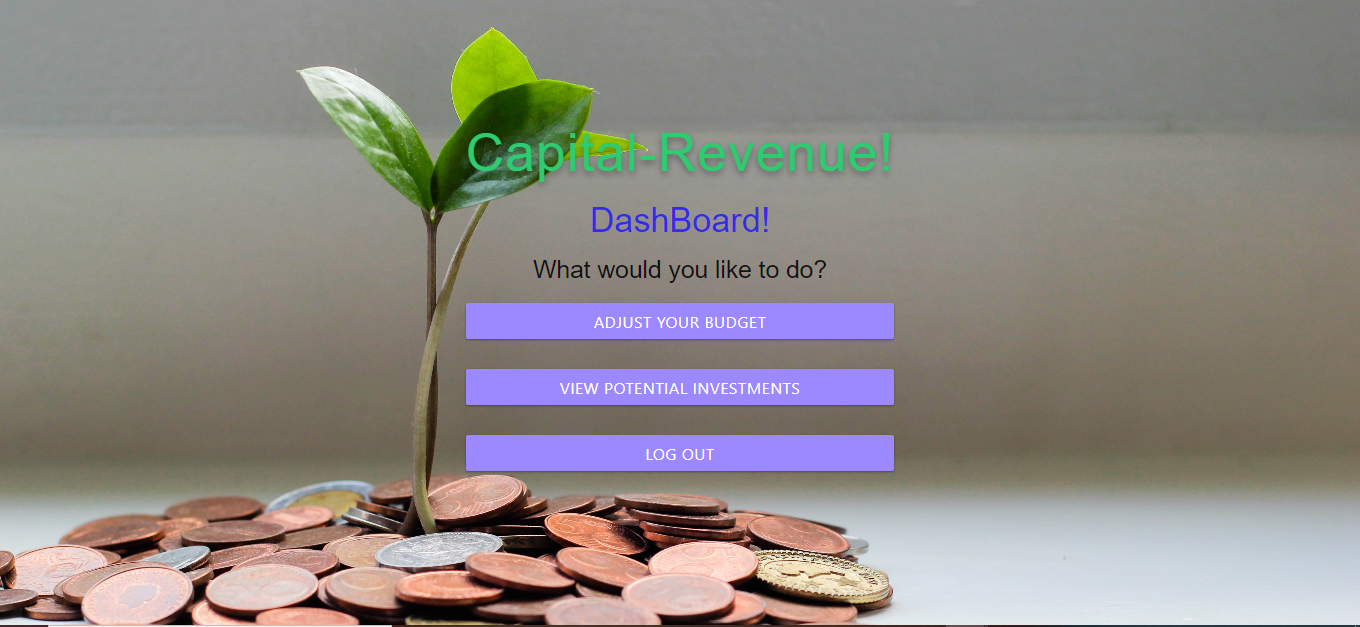 Capital-Revenue!
DashBoard!
What would you like to do?
ADJUST YOUR BUDGET
VIEW POTENTIAL INVESTMENTS
LOG OUT